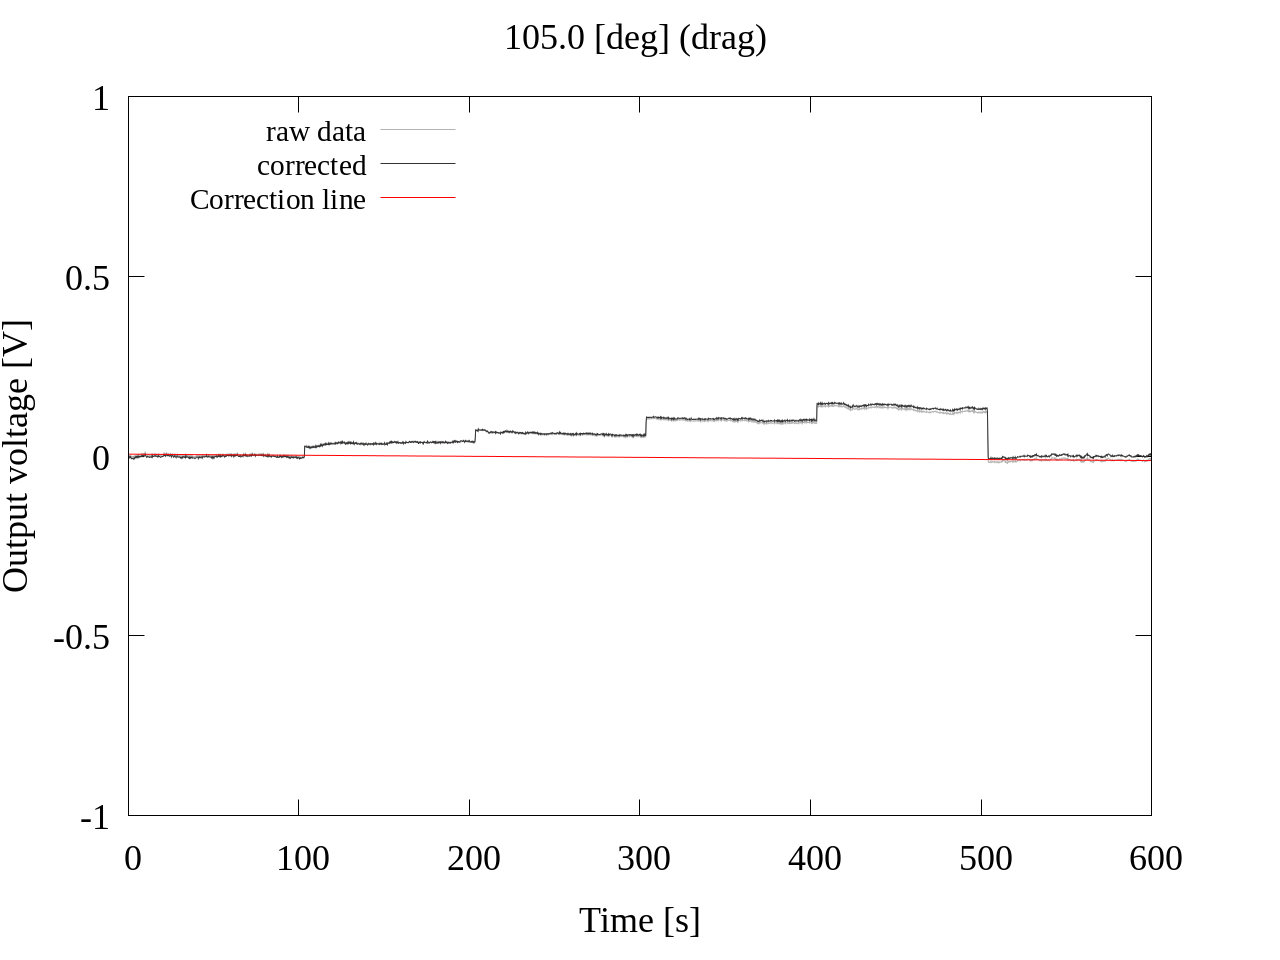 105.0 [deg] (drag)
raw data
corrected
Correction line
Output voltage [V]
1
0.5
0
-0.5
-1
0 100 200 300 400 500 600
Time [s]